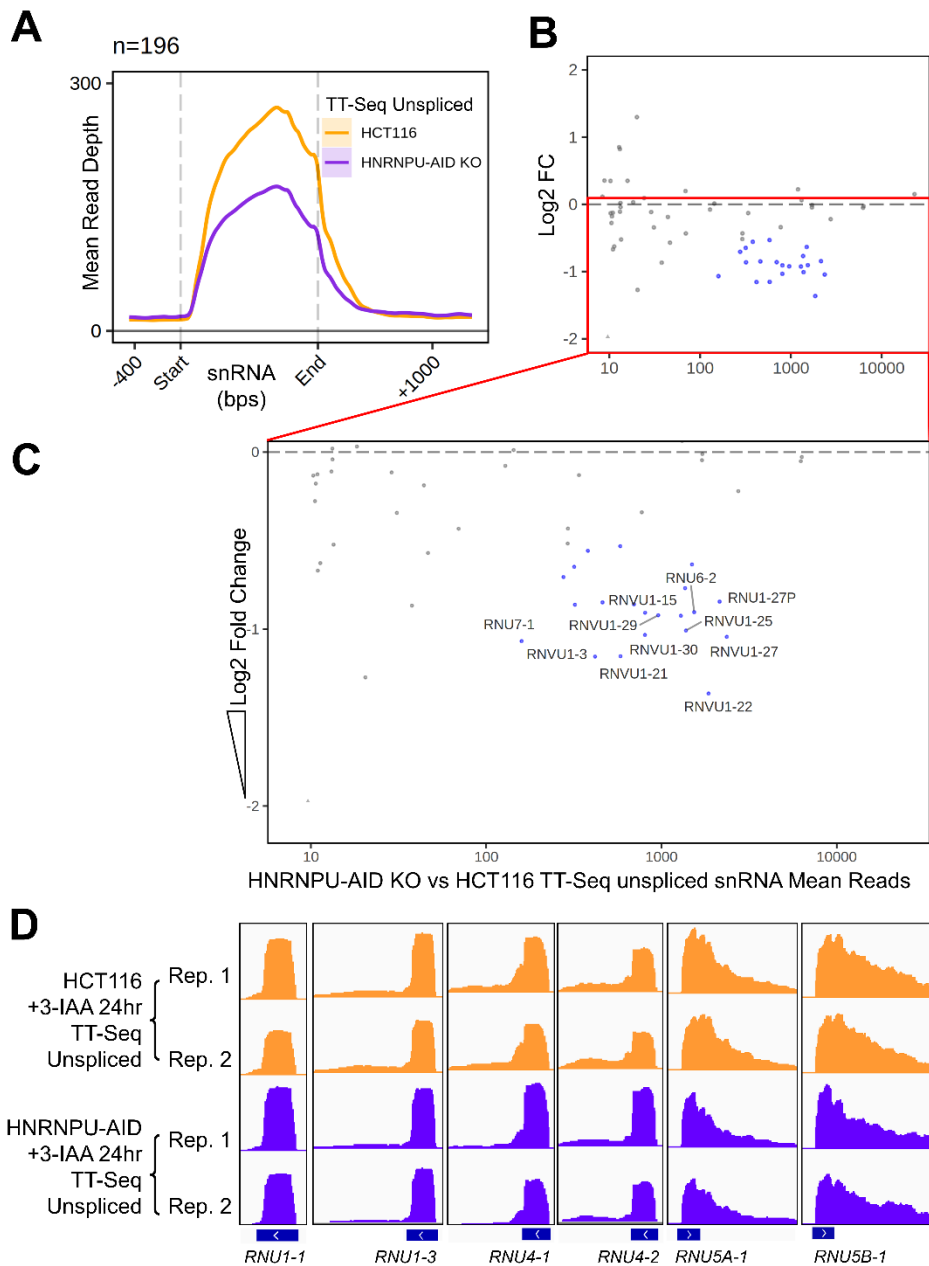 A
n=196
300
Mean Read Depth
0
TT-Seq Unspliced
HCT116
HNRNPU-AID KO
-400
Start
snRNA
(bps)
End
+1000
B
2
1
0
-1
-2
Log2 FC
10
100
1000
10000
C
0
-1
-2
Log2 Fold Change
RNU6-2
RNVU1-15
RNU1-27P
RNU7-1
RNVU1-29
RNVU1-25
RNVU1-3
RNVU1-30
RNVU1-27
RNVU1-21
RNVU1-22
10
100
1000
10000
HNRNPU-AID KO vs HCT116 TT-Seq unspliced snRNA Mean Reads
D
HCT116
+3-IAA 24hr
TT-Seq
Unspliced
Rep. 1
Rep. 2
HNRNPU-AID
+3-IAA 24hr
TT-Seq
Unspliced
Rep. 1
Rep. 2
RNU1-1
RNU1-3
RNU4-1
RNU4-2
RNU5A-1
RNU5B-1